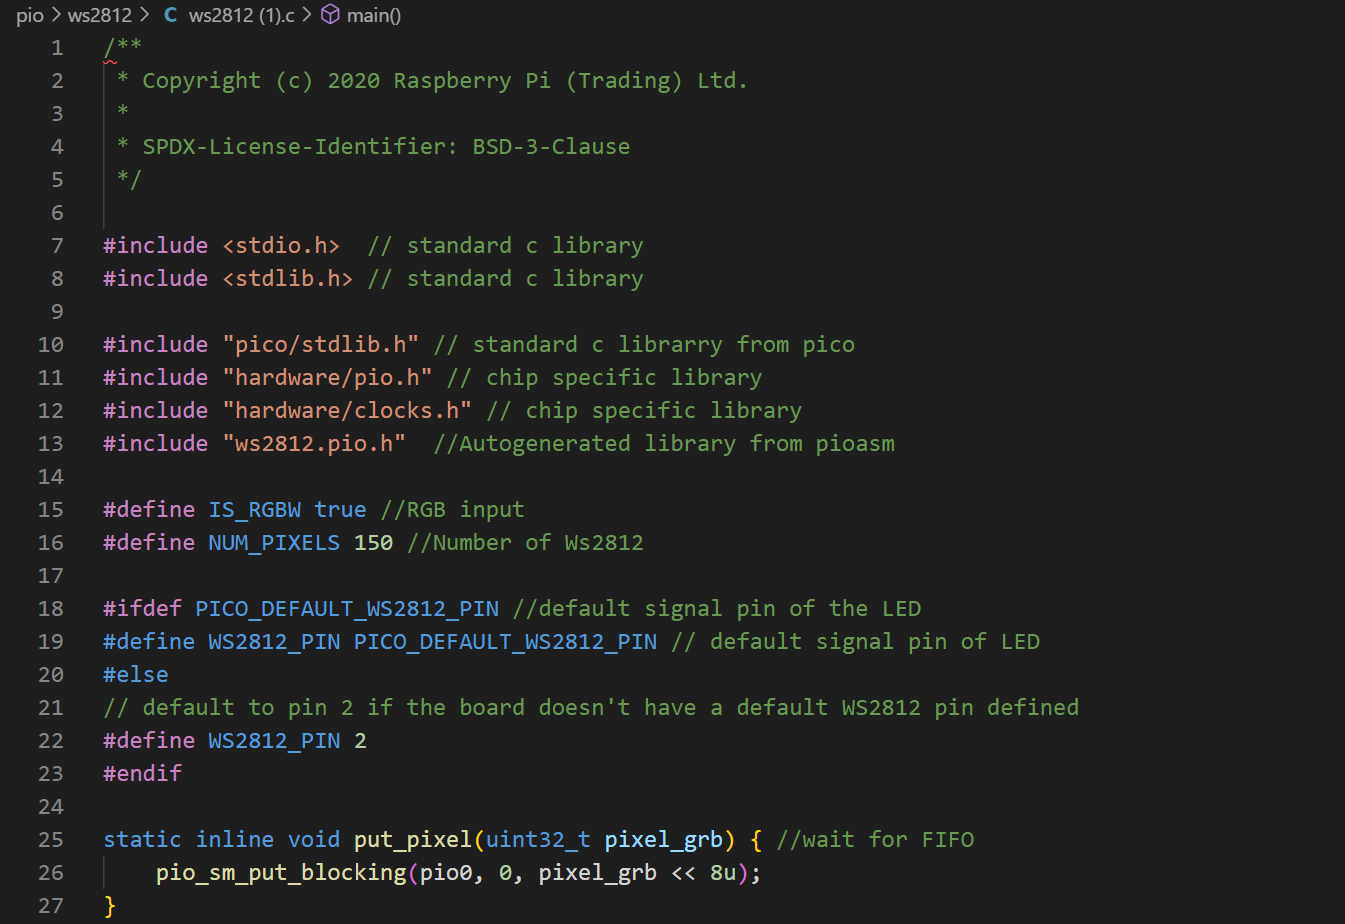 pio > ws2812 > C ws2812 (1).c > main()
1 /**
2 * Copyright (c) 2020 Raspberry Pi (Trading) Ltd.
3 *
4 * SPDX-License-Identifier: BSD-3-Clause
5 */
6
7 #include <stdio.h>  // standard c library
8 #include <stdlib.h> // standard c library
9
10 #include "pico/stdlib.h" // standard c librarry from pico
11 #include "hardware/pio.h" // chip specific library
12 #include "hardware/clocks.h" // chip specific library
13 #include "ws2812.pio.h"  //Autogenerated library from pioasm
14
15 #define IS_RGBW true //RGB input
16 #define NUM_PIXELS 150 //Number of Ws2812
17
18 #ifdef PICO_DEFAULT_WS2812_PIN //default signal pin of the LED
19 #define WS2812_PIN PICO_DEFAULT_WS2812_PIN // default signal pin of LED
20 #else
21 // default to pin 2 if the board doesn't have a default WS2812 pin defined
22 #define WS2812_PIN 2
23 #endif
24
25 static inline void put_pixel(uint32_t pixel_grb) { //wait for FIFO
26     pio_sm_put_blocking(pio0, 0, pixel_grb << 8u);
27 }